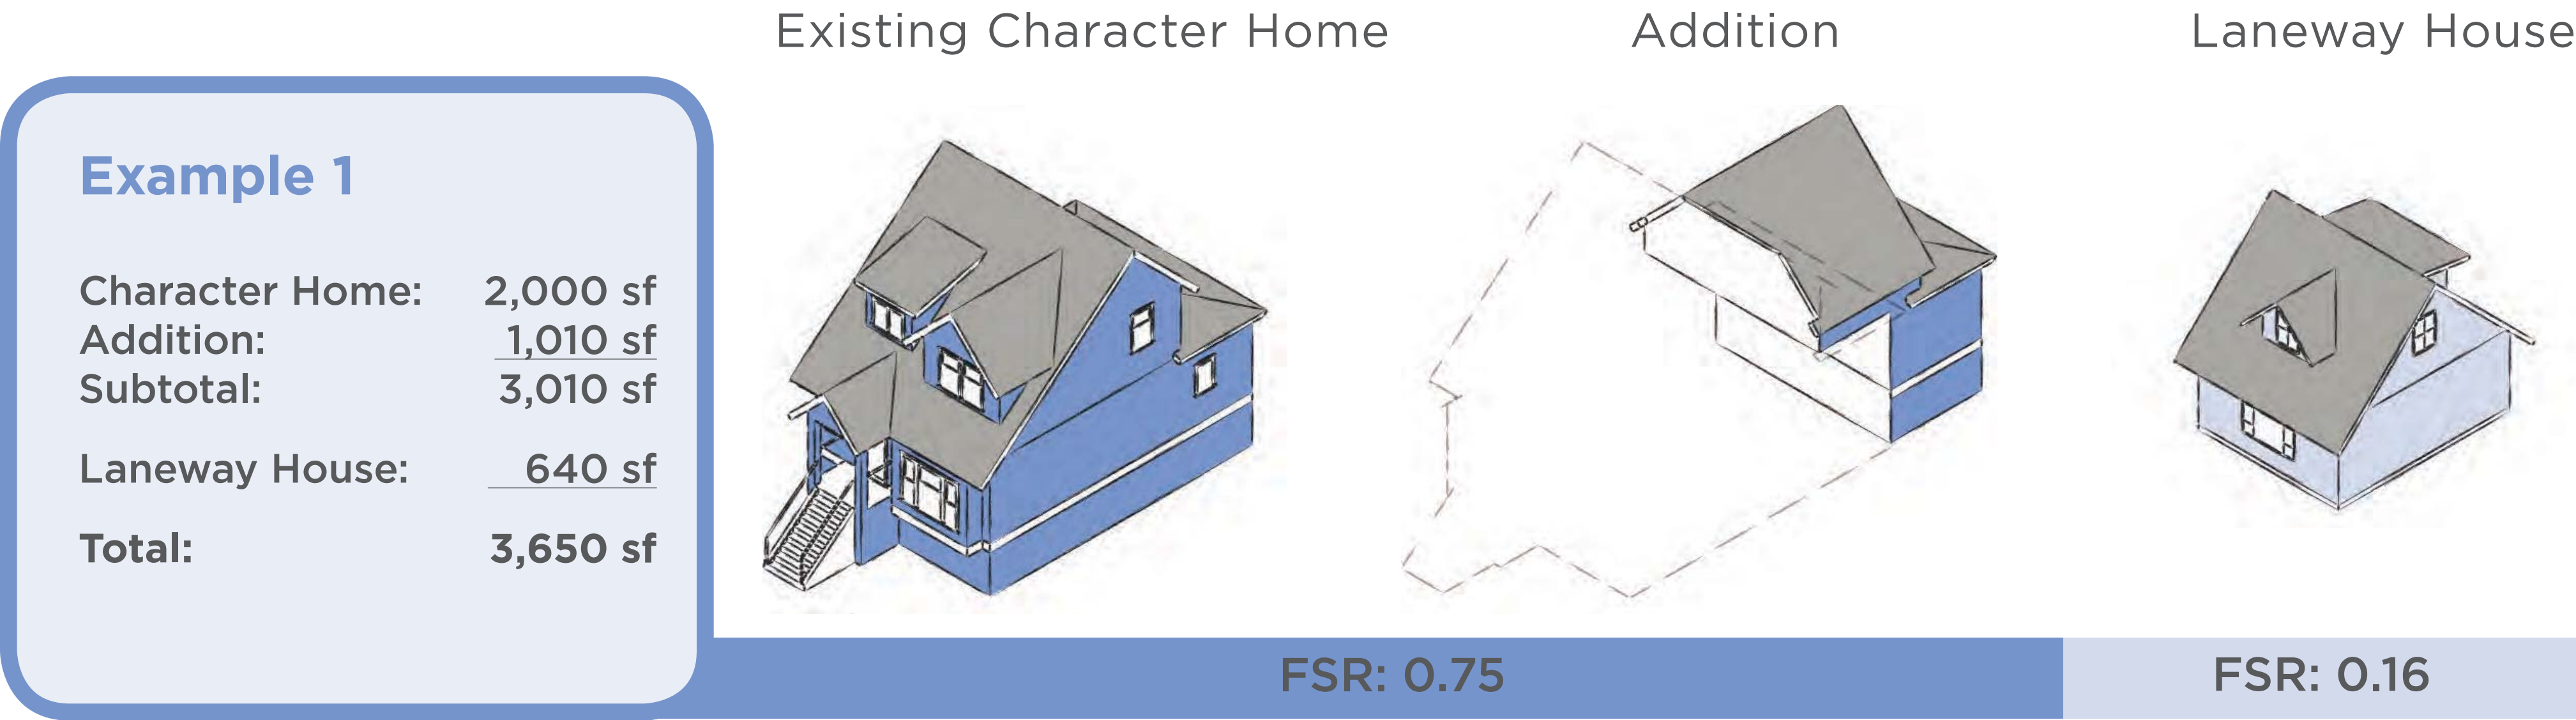 Existing Character Home
Addition
Laneway House
Example 1
Character Home: 2,000 sf
Addition: 1,010 sf
Subtotal: 3,010 sf
Laneway House: 640 sf
Total: 3,650 sf
FSR: 0.75
FSR: 0.16